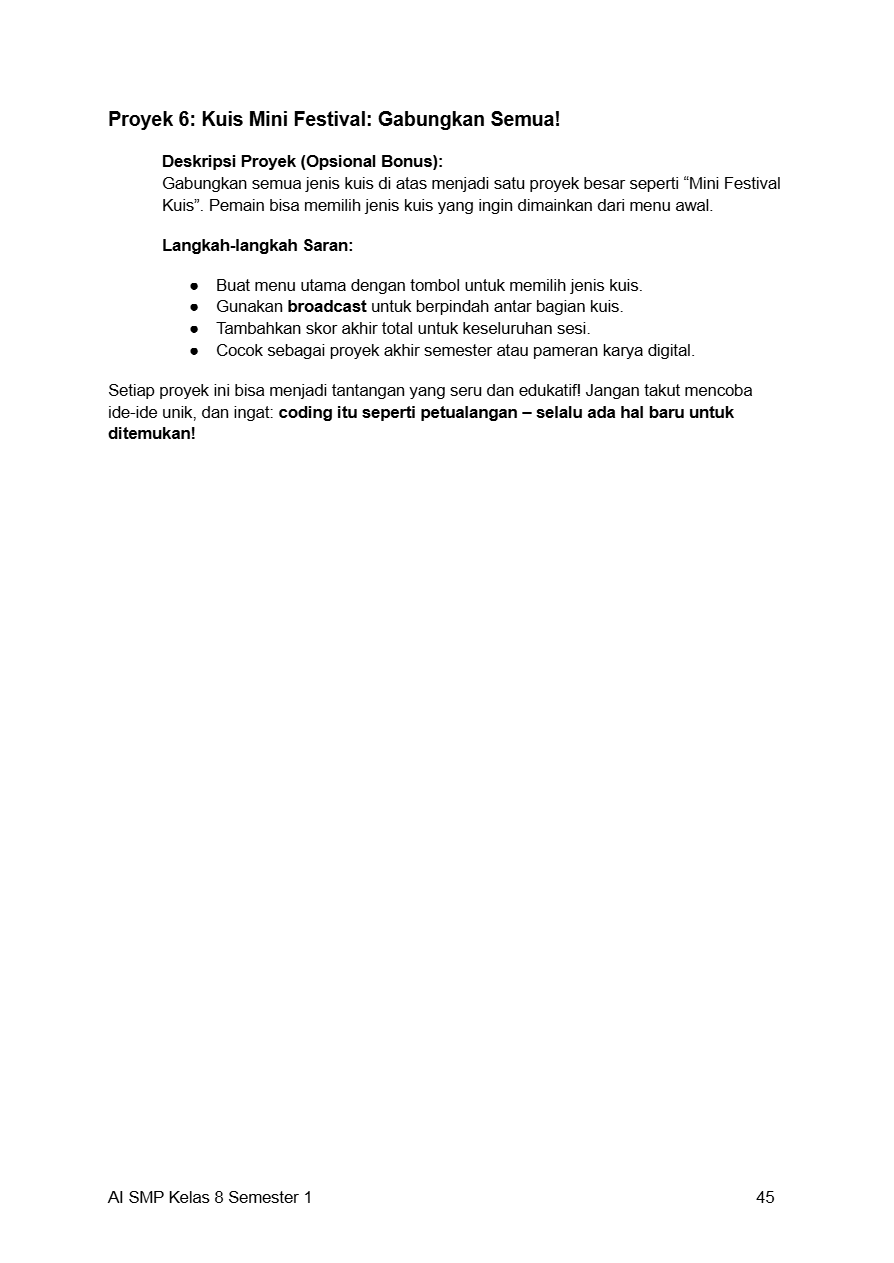 Proyek 6: Kuis Mini Festival: Gabungkan Semua!
Deskripsi Proyek (Opsional Bonus):
Gabungkan semua jenis kuis di atas menjadi satu proyek besar seperti “Mini Festival
Kuis”. Pemain bisa memilih jenis kuis yang ingin dimainkan dari menu awal.
Langkah-langkah Saran:
● Buat menu utama dengan tombol untuk memilih jenis kuis.
● Gunakan broadcast untuk berpindah antar bagian kuis.
● Tambahkan skor akhir total untuk keseluruhan sesi.
● Cocok sebagai proyek akhir semester atau pameran karya digital.
Setiap proyek ini bisa menjadi tantangan yang seru dan edukatif! Jangan takut mencoba
ide-ide unik, dan ingat: coding itu seperti petualangan – selalu ada hal baru untuk
ditemukan!
AI SMP Kelas 8 Semester 1 45